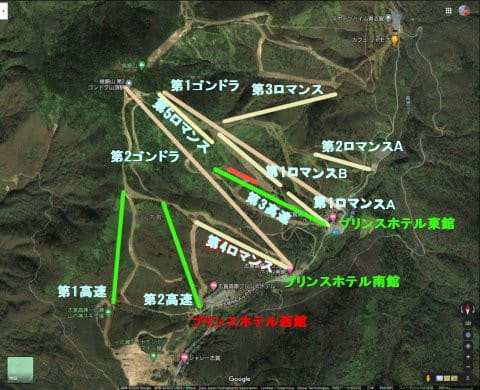 第1ゴンドラ
第3ロマンス
第5ロマンス
第2ゴンドラ
第2ロマンスA
第1ロマンスB
第3高速
第1ロマンスA
プリンスホテル東館
第4ロマンス
プリンスホテル南館
第1高速
第2高速
プリンスホテル西館
Google